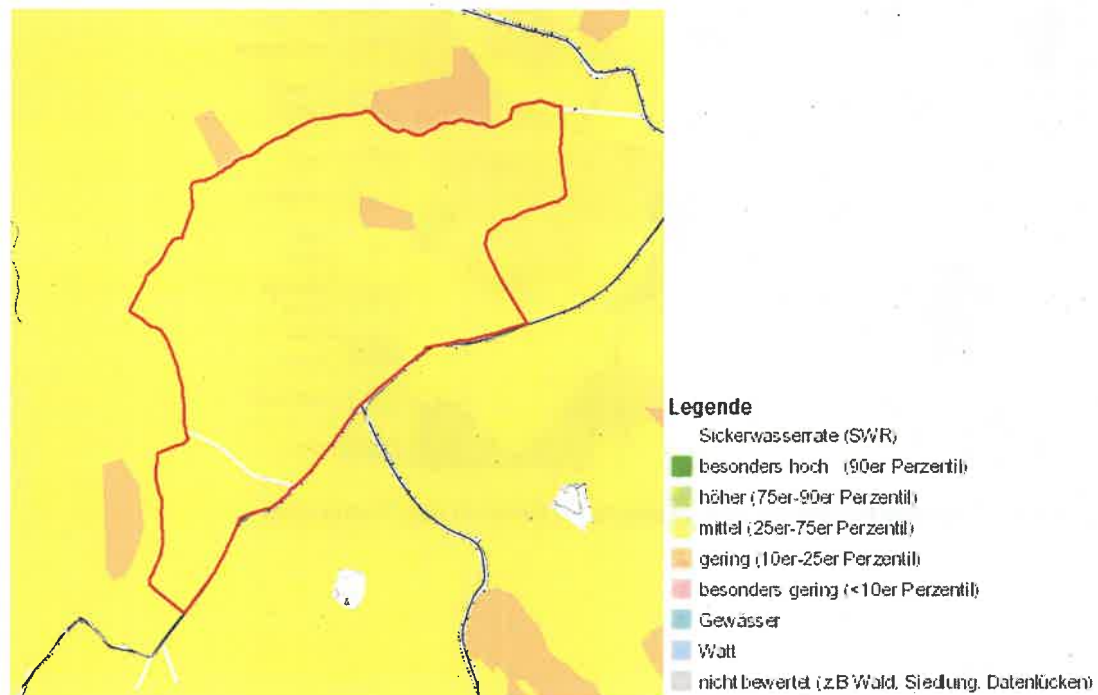 Legende
Sickerwasserrate (SWR)
besonders hoch (90er Perzentil)
höher (75er-90er Perzentil)
mittel (25er-75er Perzentil)
gering (10er-25er Perzentil)
besonders gering (<10er Perzentil)
Gewässer
Watt
nicht bewertet (z.B Wald, Siedlung, Datenlücken)